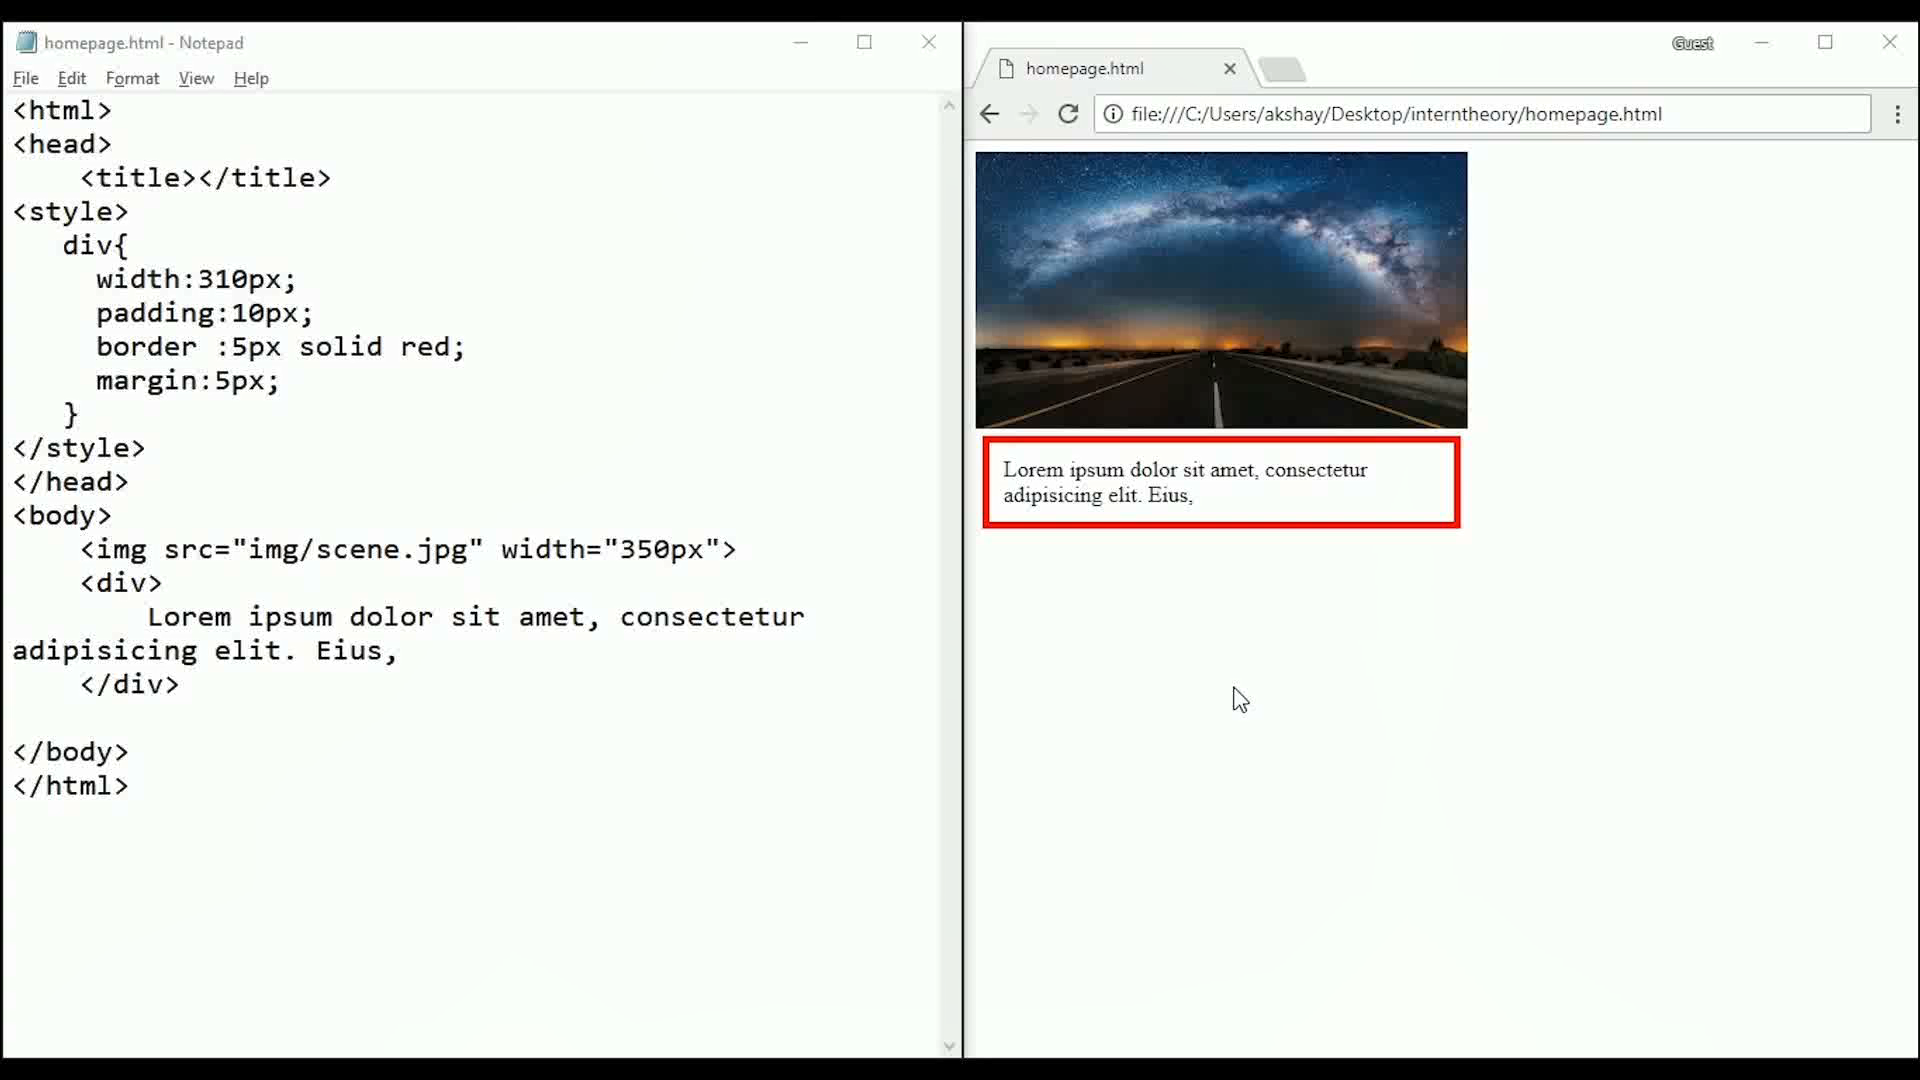 homepage.html - Notepad
File Edit Format View Help
<html>
<head>
<title></title>
<style>
div{
width:310px;
padding:10px;
border :5px solid red;
margin:5px;
}
</style>
</head>
<body>
<img src="img/scene.jpg" width="350px">
<div>
Lorem ipsum dolor sit amet, consectetur
adipisicing elit. Eius,
</div>
</body>
</html>
Guest
homepage.html
file:///C:/Users/akshay/Desktop/interntheory/homepage.html
Lorem ipsum dolor sit amet, consectetur
adipisicing elit. Eius,